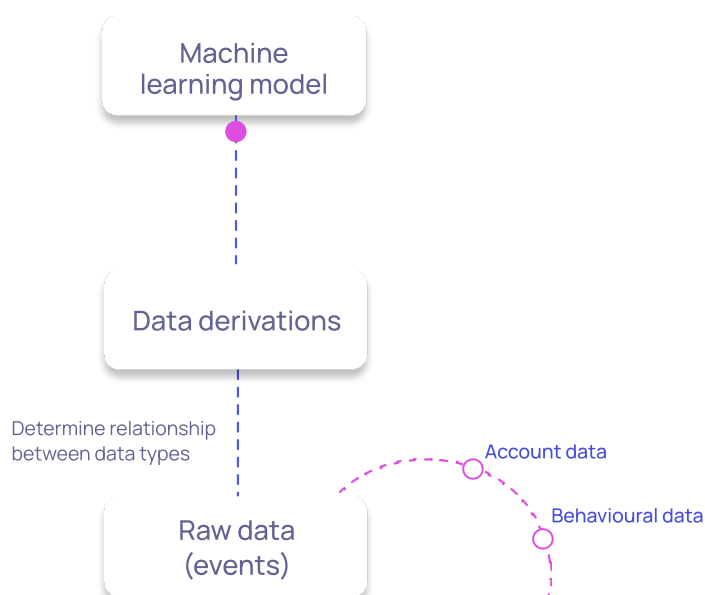 Machine
learning model
Data derivations
Determine relationship
between data types
Account data
Behavioural data
Raw data
(events)